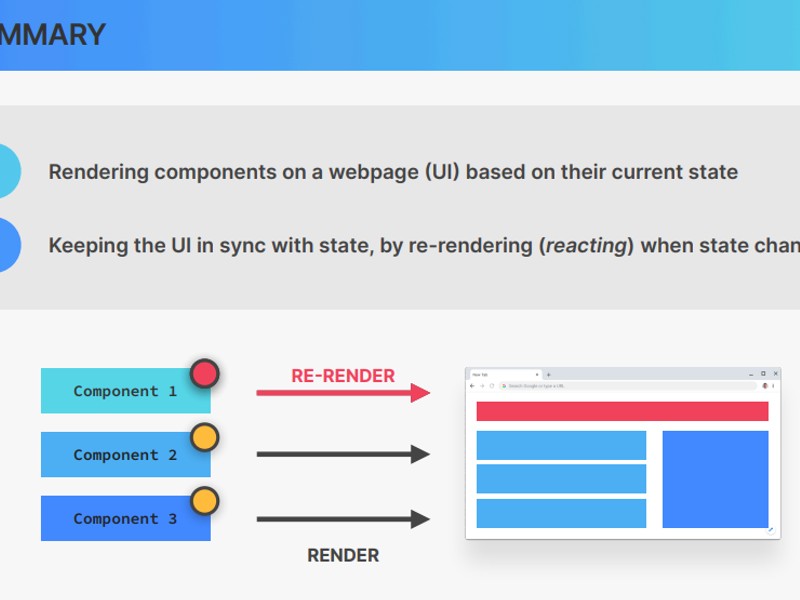 MMARY
Rendering components on a webpage (UI) based on their current state
Keeping the UI in sync with state, by re-rendering (reacting) when state chan
Component 1
RE-RENDER
Component 2
Component 3
RENDER
New Tab
Search Google or type a URL